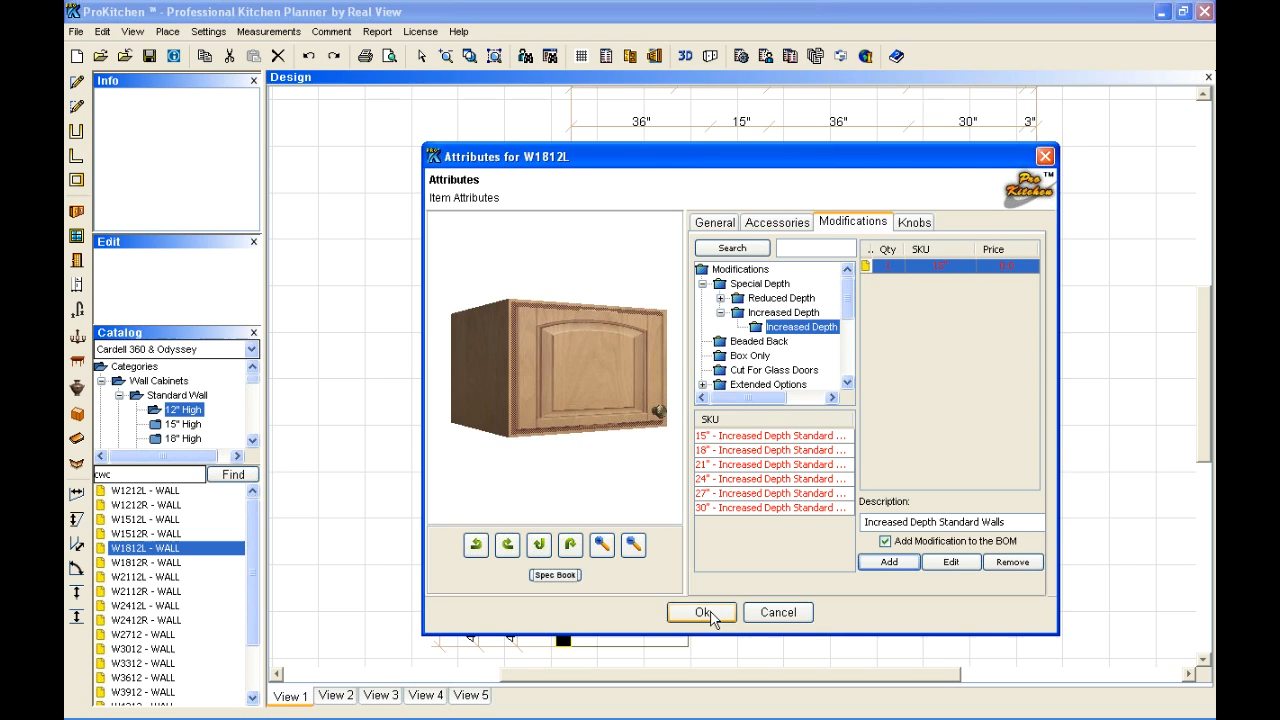 ProKitchen ™ - Professional Kitchen Planner by Real View
File Edit View Place Settings Measurements Comment Report License Help
3D
Info
Edit
Catalog
Cardell 360 & Odyssey
Categories
Wall Cabinets
Standard Wall
12" High
15" High
18" High
cwc
Find
W1212L - WALL
W1212R - WALL
W1512L - WALL
W1512R - WALL
W1812L - WALL
W1812R - WALL
W2112L - WALL
W2112R - WALL
W2412L - WALL
W2412R - WALL
W2712 - WALL
W3012 - WALL
W3312 - WALL
W3612 - WALL
W3912 - WALL
Design
36" 15" 36" 30" 3"
Attributes for W1812L
Attributes
Item Attributes
Pro Kitchen ™
General Accessories Modifications Knobs
Search
Modifications
Special Depth
Reduced Depth
Increased Depth
Increased Depth
Beaded Back
Box Only
Cut For Glass Doors
Extended Options
SKU
15" - Increased Depth Standard ...
18" - Increased Depth Standard ...
21" - Increased Depth Standard ...
24" - Increased Depth Standard ...
27" - Increased Depth Standard ...
30" - Increased Depth Standard ...
.. Qty SKU Price
Description:
Increased Depth Standard Walls
Add Modification to the BOM
Add Edit Remove
Spec Book
Ok Cancel
View 1 View 2 View 3 View 4 View 5